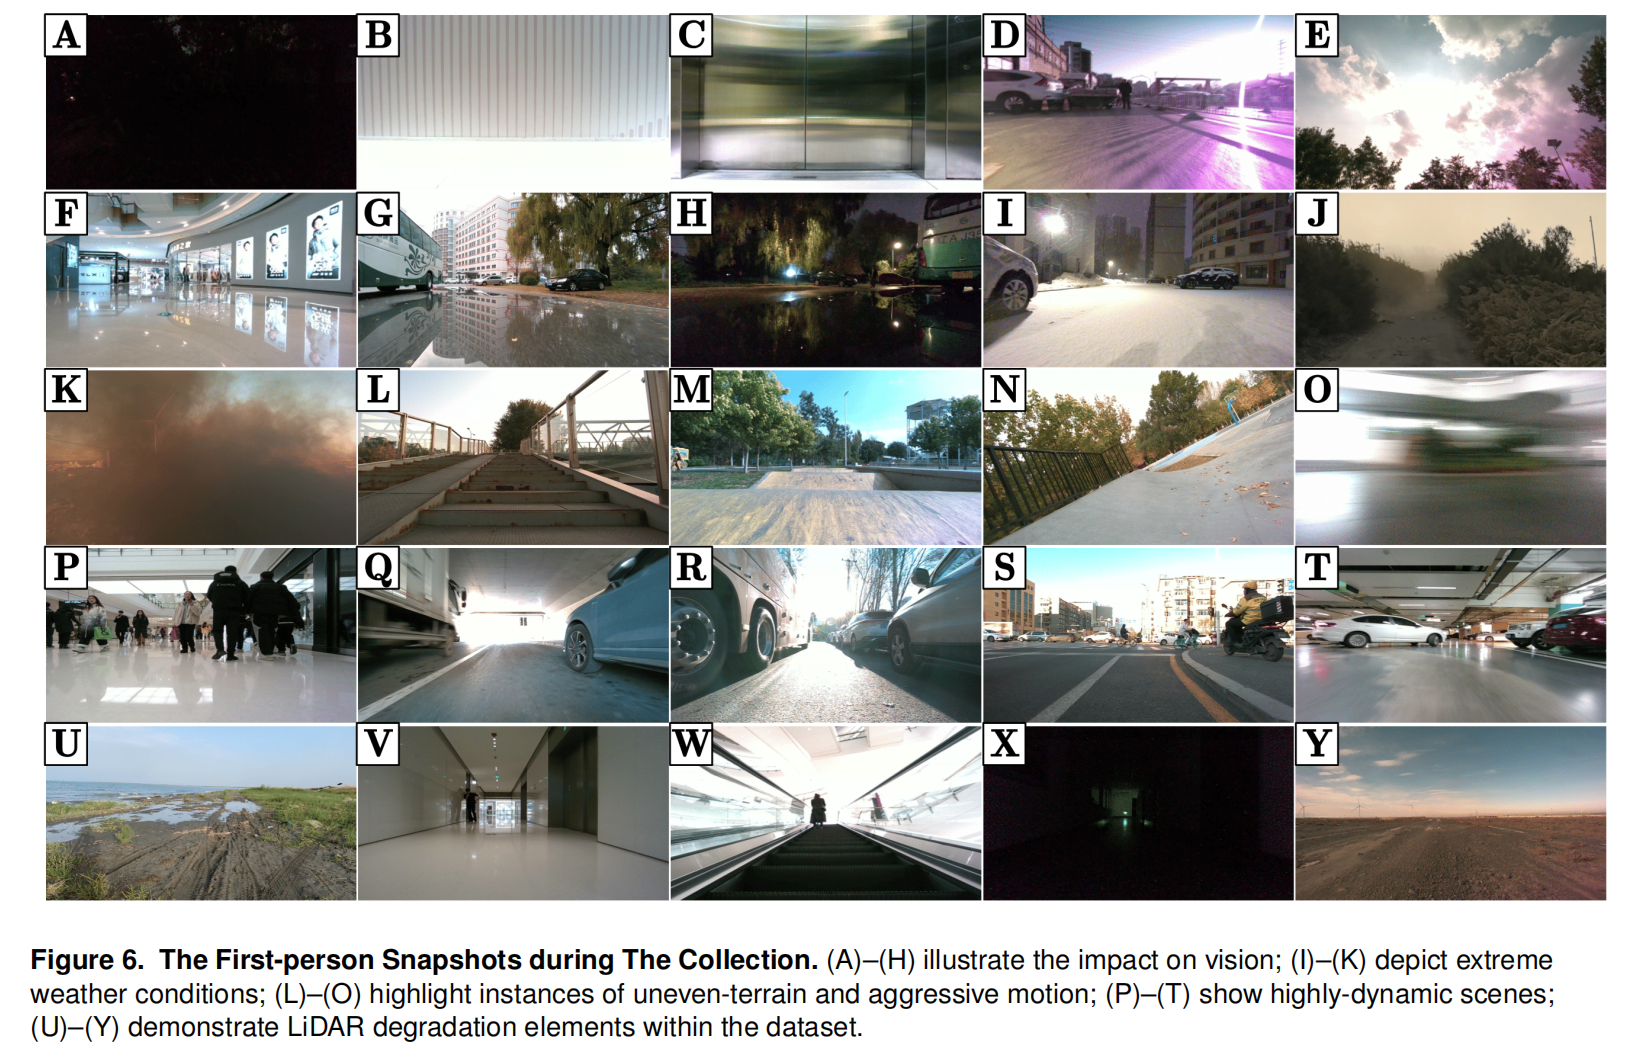 A
B
C
D
E
F
G
H
I
J
K
L
M
N
O
P
Q
R
S
T
U
V
W
X
Y
Figure 6. The First-person Snapshots during The Collection. (A)–(H) illustrate the impact on vision; (I)–(K) depict extreme
weather conditions; (L)–(O) highlight instances of uneven-terrain and aggressive motion; (P)–(T) show highly-dynamic scenes;
(U)–(Y) demonstrate LiDAR degradation elements within the dataset.